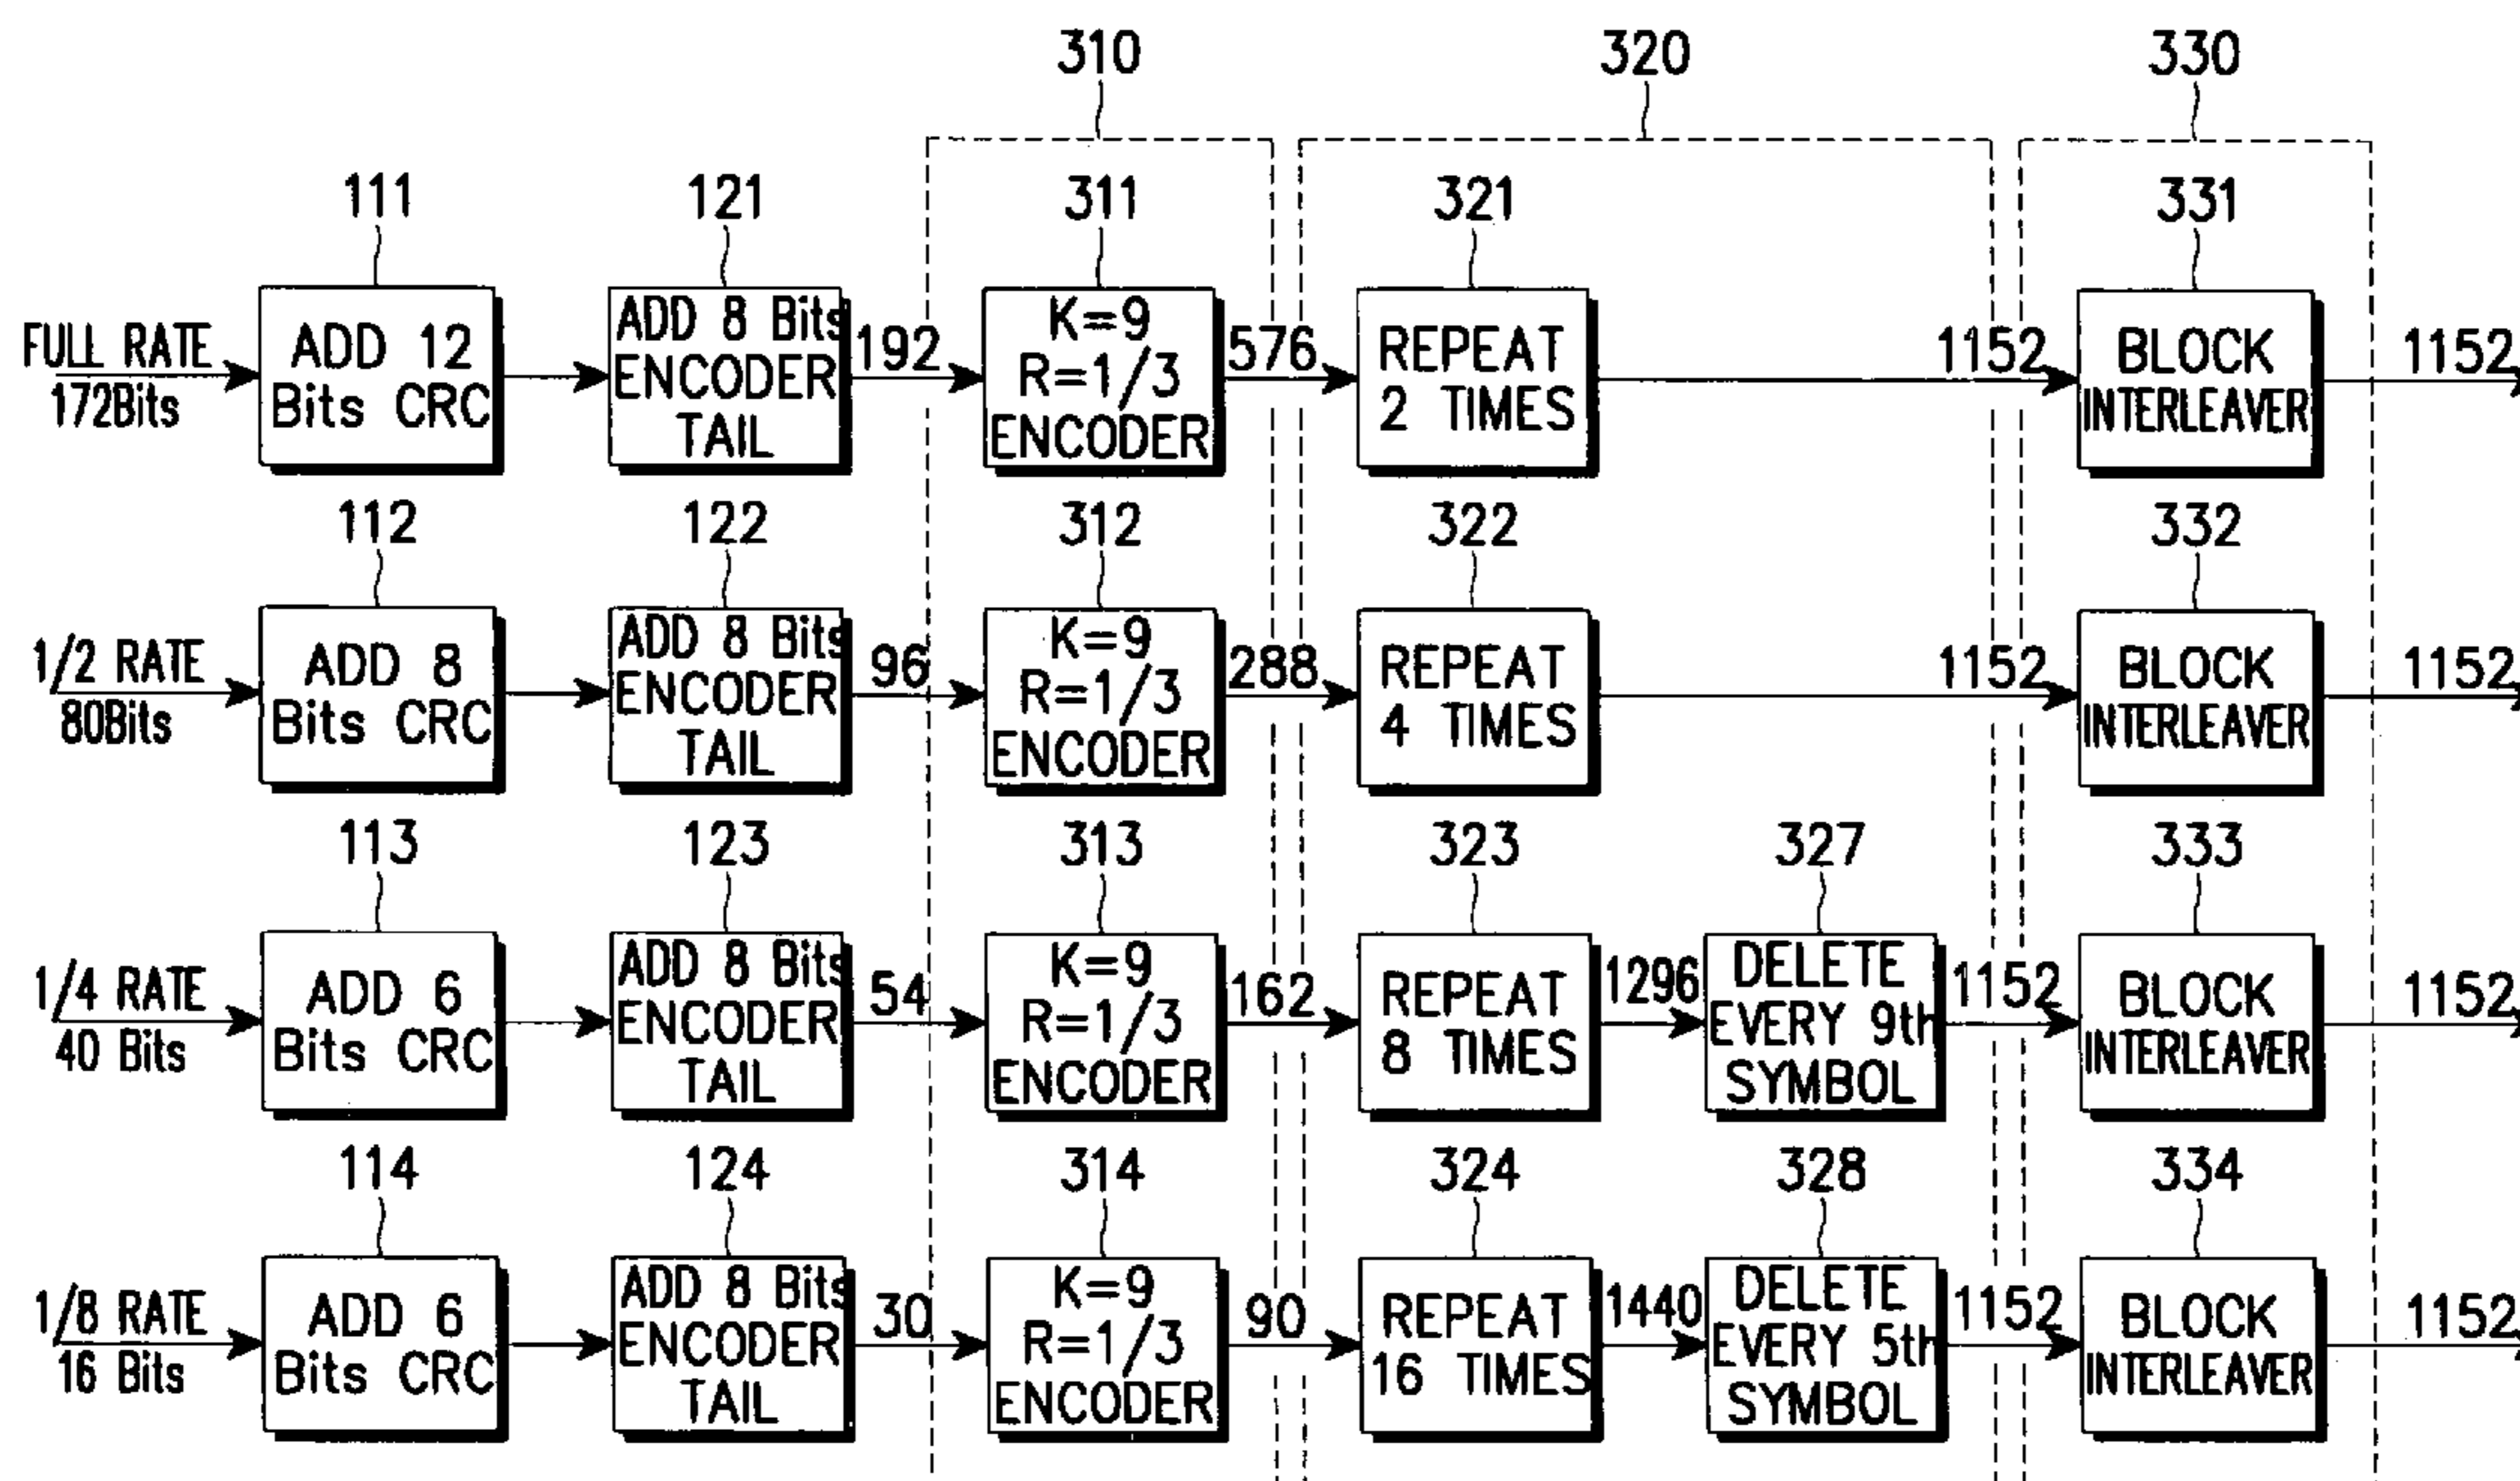 310 320 330
111 121 311 321 331
FULL RATE
172Bits
ADD 12
Bits CRC
ADD 8 Bits
ENCODER
TAIL
192
K=9
R=1/3
ENCODER
576
REPEAT
2 TIMES
1152
BLOCK
INTERLEAVER
1152
112 122 312 322 332
1/2 RATE
80Bits
ADD 8
Bits CRC
ADD 8 Bits
ENCODER
TAIL
96
K=9
R=1/3
ENCODER
288
REPEAT
4 TIMES
1152
BLOCK
INTERLEAVER
1152
113 123 313 323 327 333
1/4 RATE
40 Bits
ADD 6
Bits CRC
ADD 8 Bits
ENCODER
TAIL
54
K=9
R=1/3
ENCODER
162
REPEAT
8 TIMES
1296
DELETE
EVERY 9th
SYMBOL
1152
BLOCK
INTERLEAVER
1152
114 124 314 324 328 334
1/8 RATE
16 Bits
ADD 6
Bits CRC
ADD 8 Bits
ENCODER
TAIL
30
K=9
R=1/3
ENCODER
90
REPEAT
16 TIMES
1440
DELETE
EVERY 5th
SYMBOL
1152
BLOCK
INTERLEAVER
1152